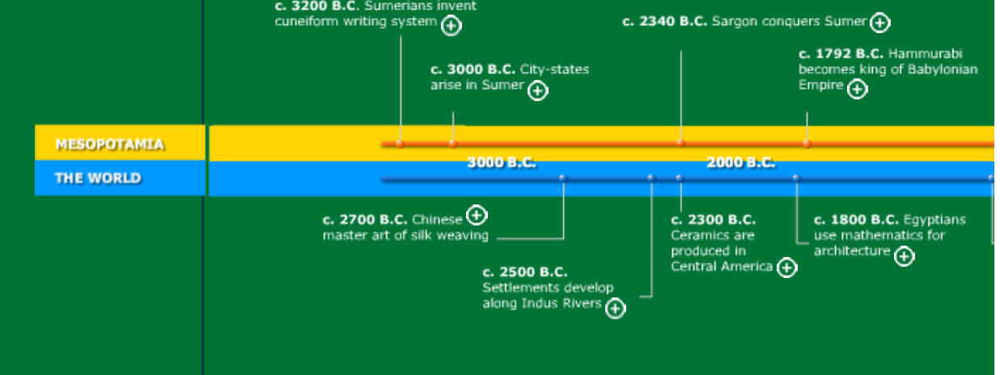 c. 3200 B.C. Sumerians invent
cuneiform writing system
c. 2340 B.C. Sargon conquers Sumer
c. 3000 B.C. City-states
arise in Sumer
c. 1792 B.C. Hammurabi
becomes king of Babylonian
Empire
MESOPOTAMIA
3000 B.C.
2000 B.C.
THE WORLD
c. 2700 B.C. Chinese
master art of silk weaving
c. 2500 B.C.
Settlements develop
along Indus Rivers
c. 2300 B.C.
Ceramics are
produced in
Central America
c. 1800 B.C. Egyptians
use mathematics for
architecture